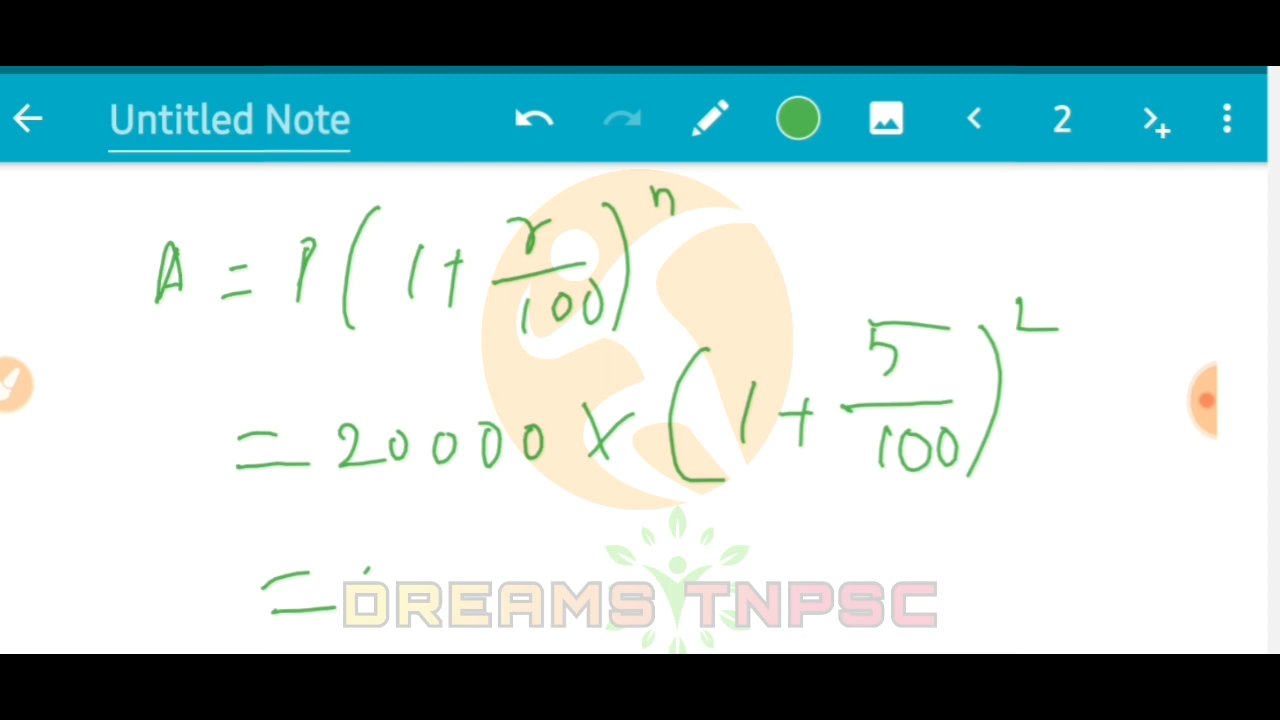 Untitled Note
2
A = P(1+r/100)^n
= 20000 × (1+5/100)^2
=
DREAMS TNPSC